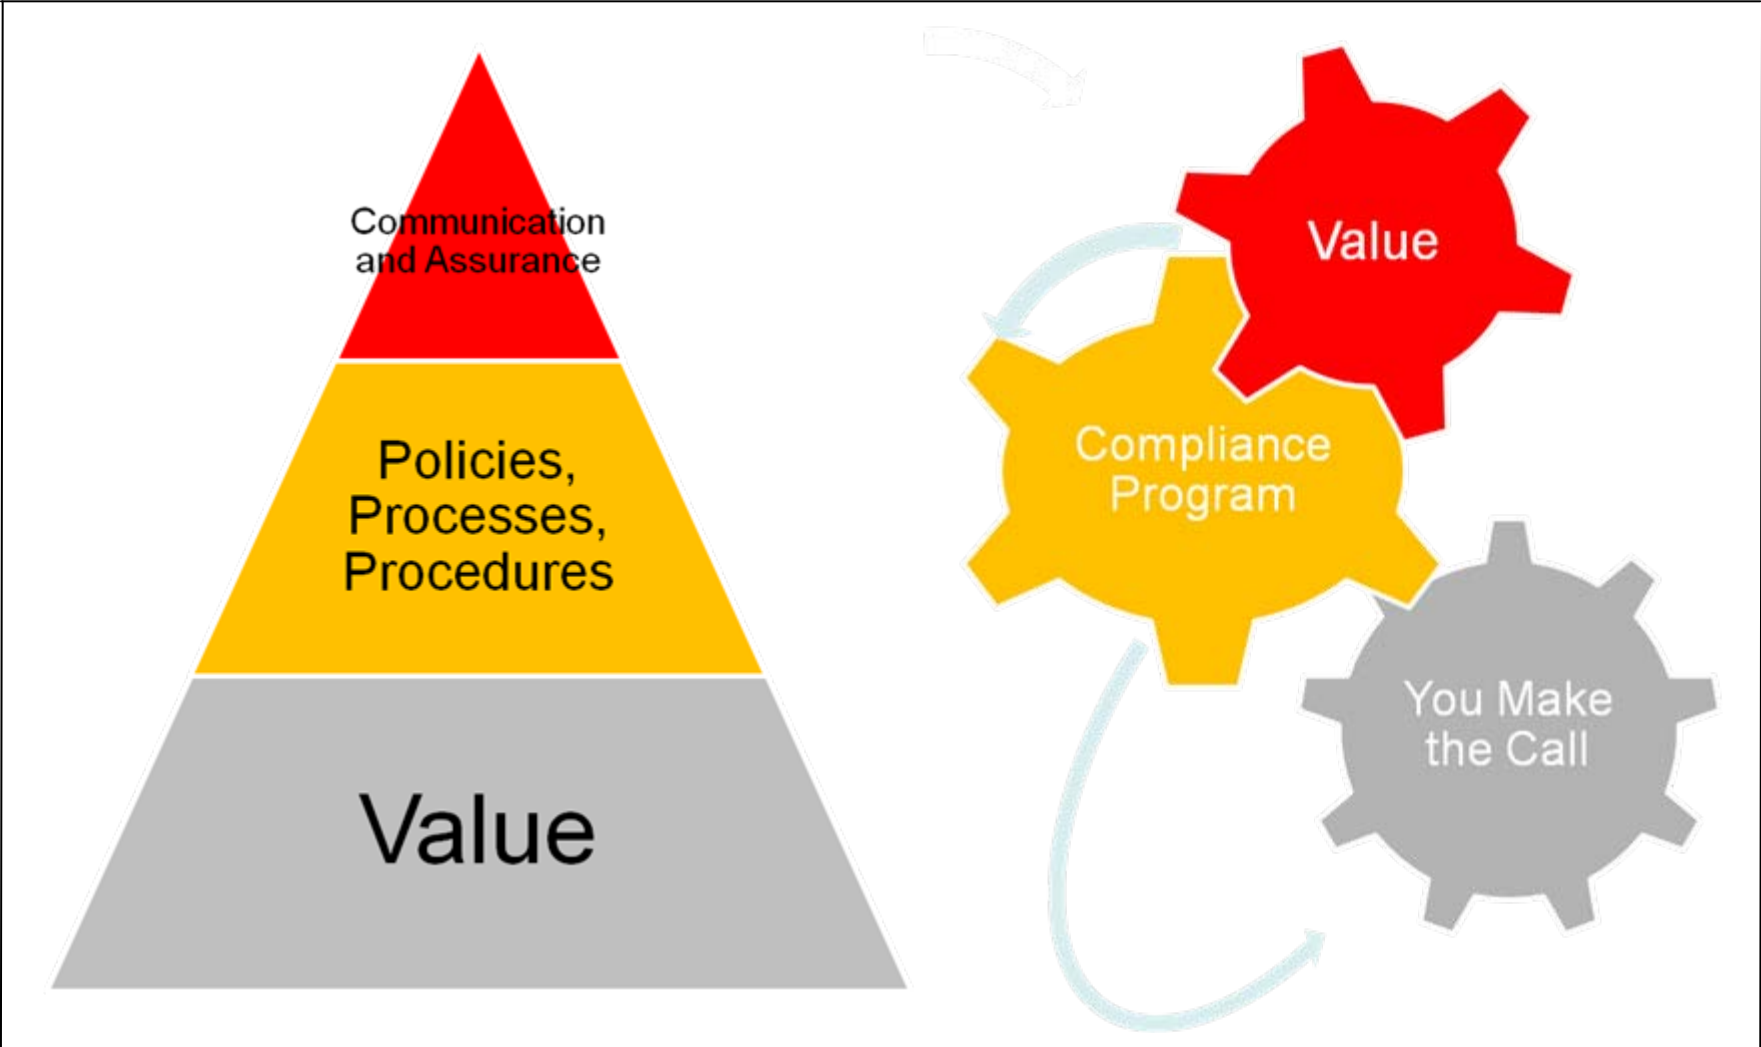 Communication
and Assurance
Policies,
Processes,
Procedures
Value
Value
Compliance
Program
You Make
the Call